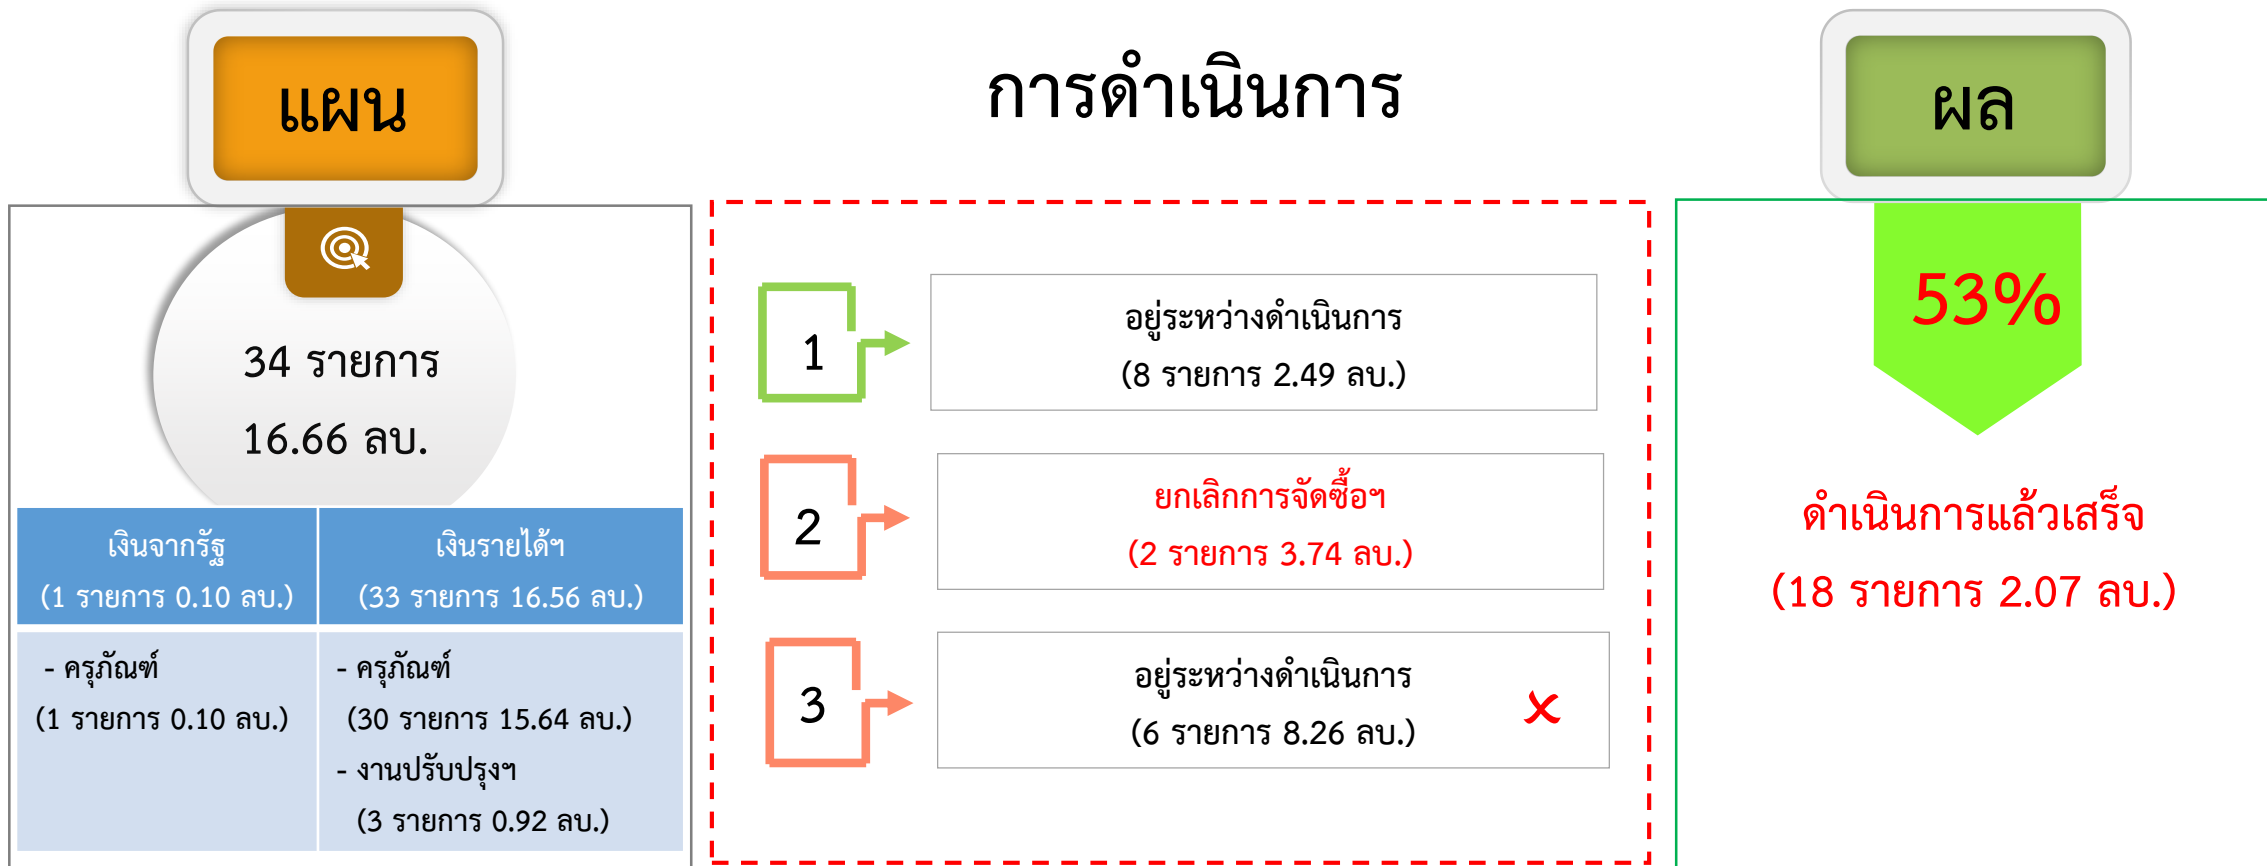 แผน
การดำเนินการ
ผล
34 รายการ
16.66 ลบ.
เงินจากรัฐ
(1 รายการ 0.10 ลบ.)
เงินรายได้ฯ
(33 รายการ 16.56 ลบ.)
- ครุภัณฑ์
(1 รายการ 0.10 ลบ.)
- ครุภัณฑ์
(30 รายการ 15.64 ลบ.)
- งานปรับปรุงฯ
(3 รายการ 0.92 ลบ.)
1
อยู่ระหว่างดำเนินการ
(8 รายการ 2.49 ลบ.)
2
ยกเลิกการจัดซื้อฯ
(2 รายการ 3.74 ลบ.)
3
อยู่ระหว่างดำเนินการ
(6 รายการ 8.26 ลบ.)
53%
ดำเนินการแล้วเสร็จ
(18 รายการ 2.07 ลบ.)